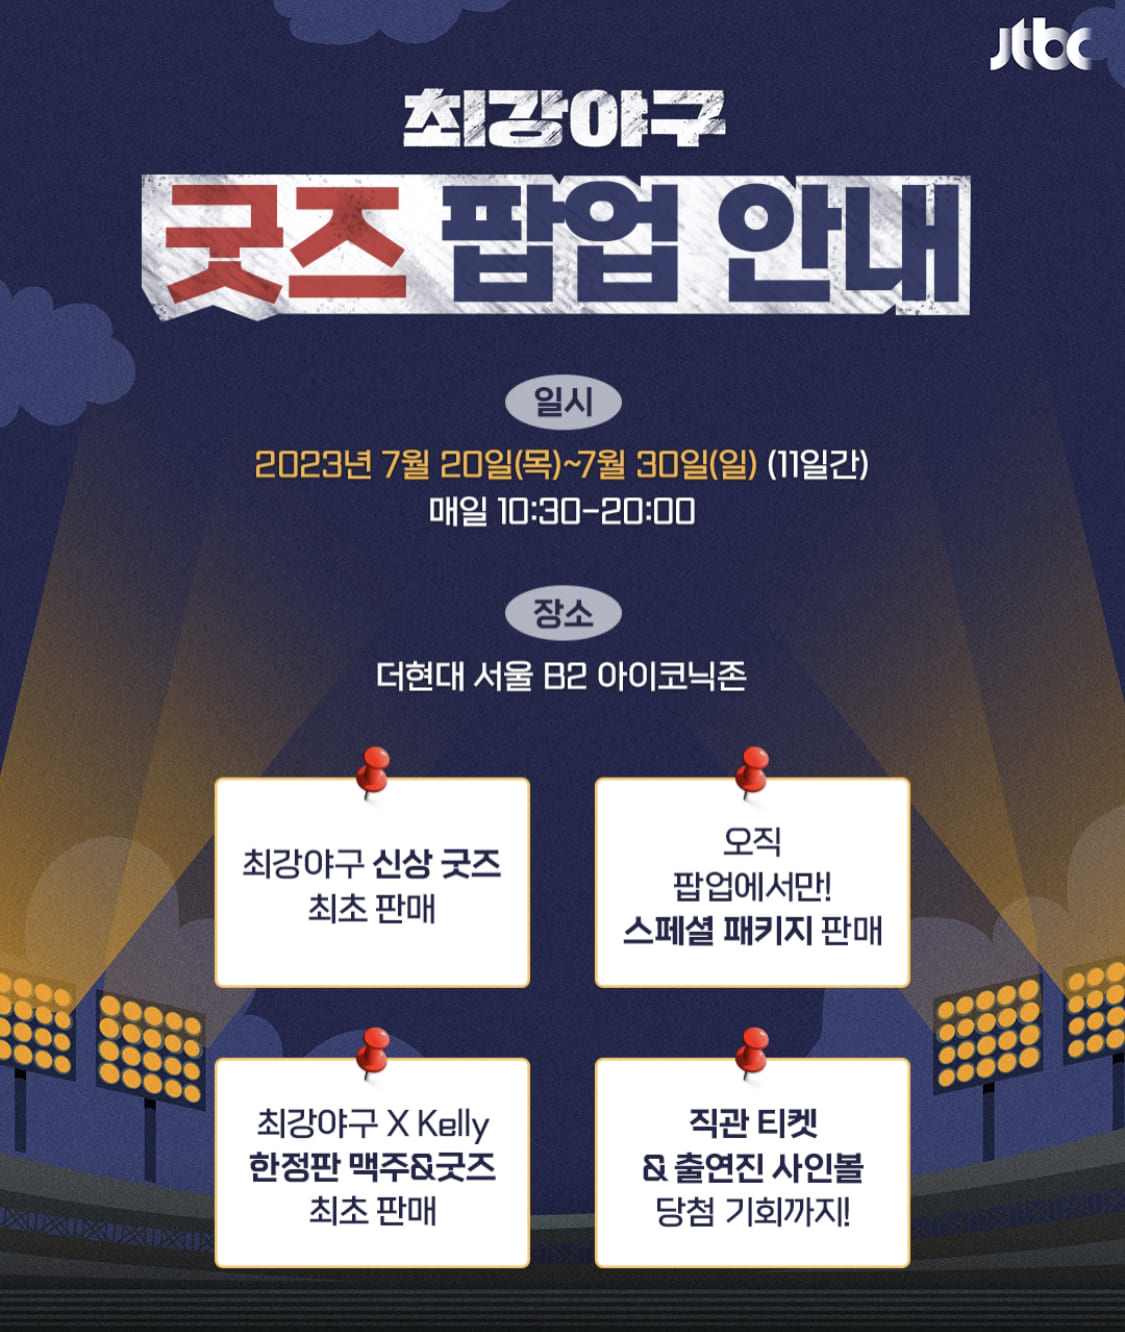 jtbc
최강야구
굿즈 팝업 안내
일시
2023년 7월 20일(목)~7월 30일(일) (11일간)
매일 10:30-20:00
장소
더현대 서울 B2 아이코닉존
최강야구 신상 굿즈
최초 판매
오직
팝업에서만!
스페셜 패키지 판매
최강야구 X Kelly
한정판 맥주&굿즈
최초 판매
직관 티켓
& 출연진 사인볼
당첨 기회까지!